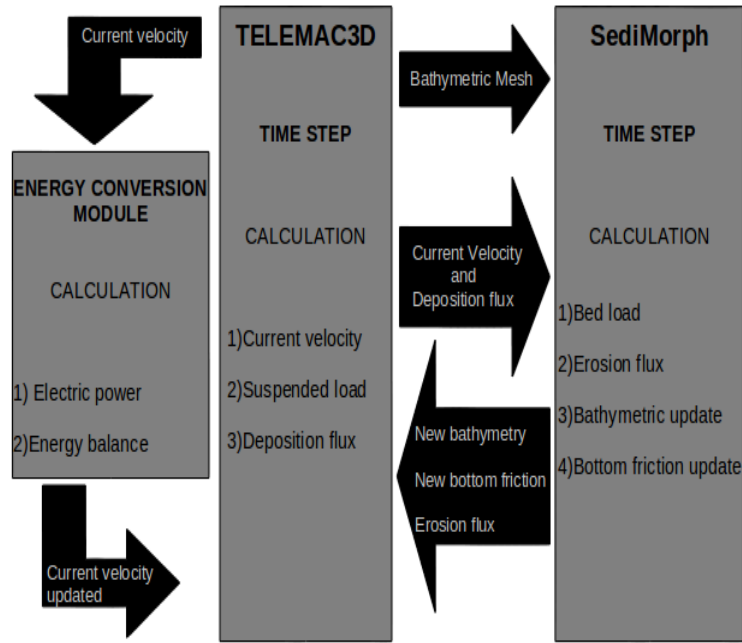 Current velocity
ENERGY CONVERSION
MODULE
CALCULATION
1) Electric power
2)Energy balance
Current velocity
updated
TELEMAC3D
TIME STEP
CALCULATION
1)Current velocity
2)Suspended load
3)Deposition flux
Bathymetric Mesh
Current Velocity
and
Deposition flux
New bathymetry
New bottom friction
Erosion flux
SediMorph
TIME STEP
CALCULATION
1)Bed load
2)Erosion flux
3)Bathymetric update
4)Bottom friction update